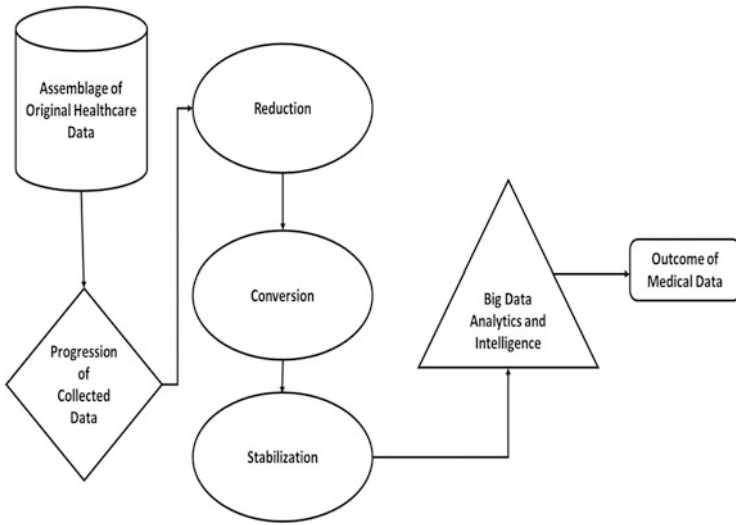 Assemblage of
Original Healthcare
Data
Progression
of
Collected
Data
Reduction
Conversion
Stabilization
Big Data
Analytics and
Intelligence
Outcome of
Medical Data